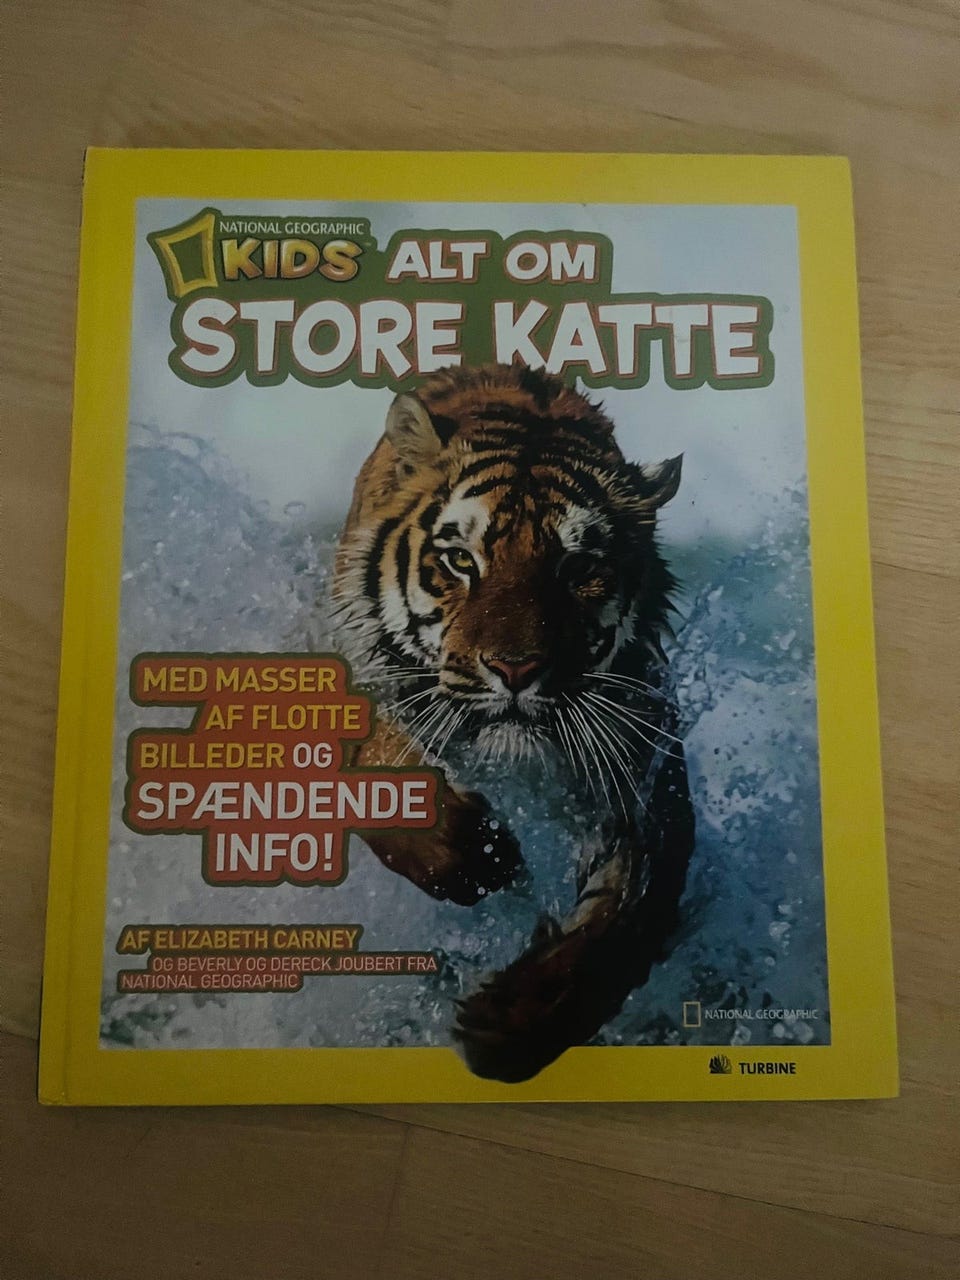 NATIONAL GEOGRAPHIC
KIDS
ALT OM
STORE KATTE
MED MASSER
AF FLOTTE
BILLEDER OG
SPÆNDENDE
INFO!
AF ELIZABETH CARNEY
OG BEVERLY OG DERECK JOUBERT FRA
NATIONAL GEOGRAPHIC
NATIONAL GEOGRAPHIC
TURBINE